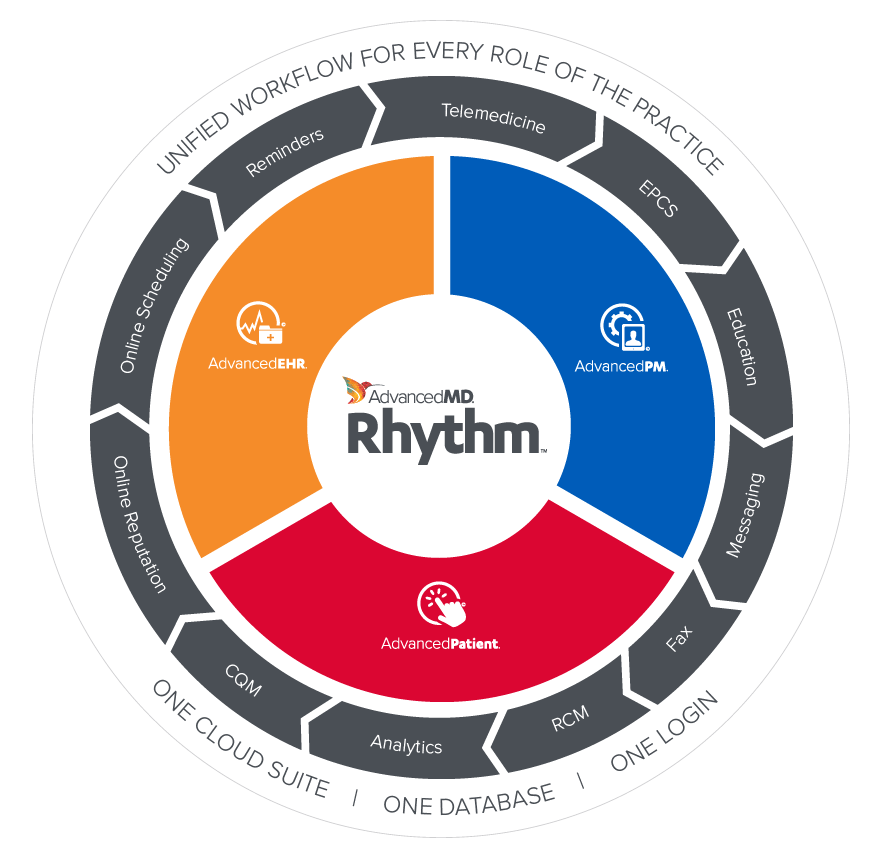 UNIFIED WORKFLOW FOR EVERY ROLE OF THE PRACTICE
Telemedicine
EPCS
Education
Messaging
Fax
RCM
Analytics
CQM
Online Reputation
Online Scheduling
Reminders
AdvancedEHR.
AdvancedPM.
AdvancedMD.
Rhythm™
AdvancedPatient.
ONE CLOUD SUITE | ONE DATABASE | ONE LOGIN